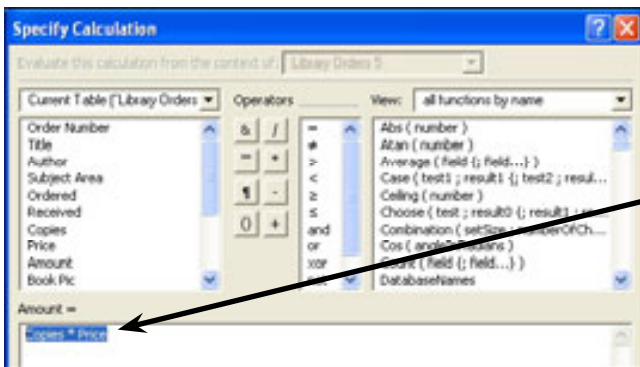 Specify Calculation
Evaluate this calculation from the context of: Library Orders 5
Current Table ("Library Orders
Operators
View: all functions by name
Order Number
Title
Author
Subject Area
Ordered
Received
Copies
Price
Amount
Book Pic
& /
" *
¶ -
() +
=
≠
>
<
≥
≤
and
or
xor
Abs ( number )
Atan ( number )
Average ( field {; field...} )
Case ( test1 ; result1 {; test2 ; resul...
Ceiling ( number )
Choose ( test ; result0 {; result1 ; resul
Combination ( setSize ; numberOfCh...
Cos ( angleInRadians )
Count ( field {; field...} )
DatabaseNames
Amount =
Copies * Price